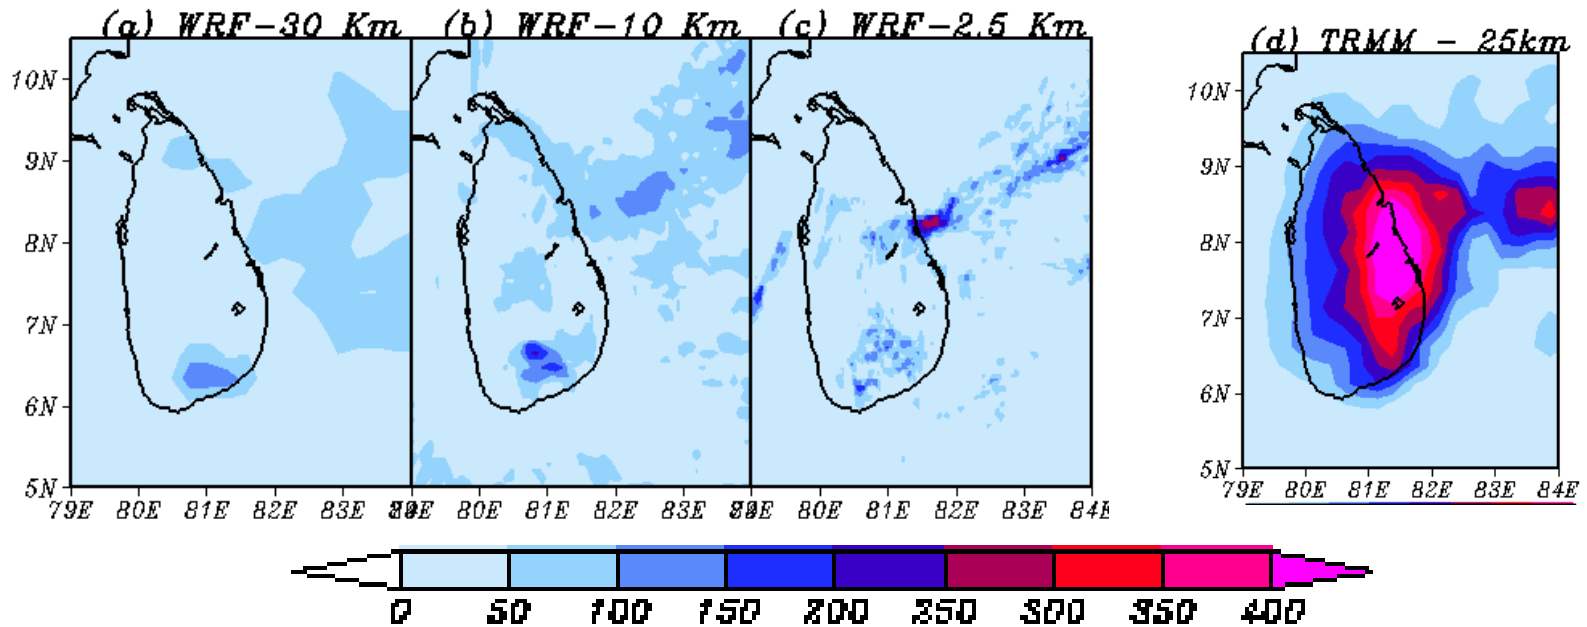 (a) WRF-30 Km (b) WRF-10 Km (c) WRF-2.5 Km
(d) TRMM - 25km
10N
9N
8N
7N
6N
5N
79E 80E 81E 82E 83E
80E 81E 82E 83E
80E 81E 82E 83E 84E
10N
9N
8N
7N
6N
5N
79E 80E 81E 82E 83E 84E
0 50 100 150 200 250 300 350 400